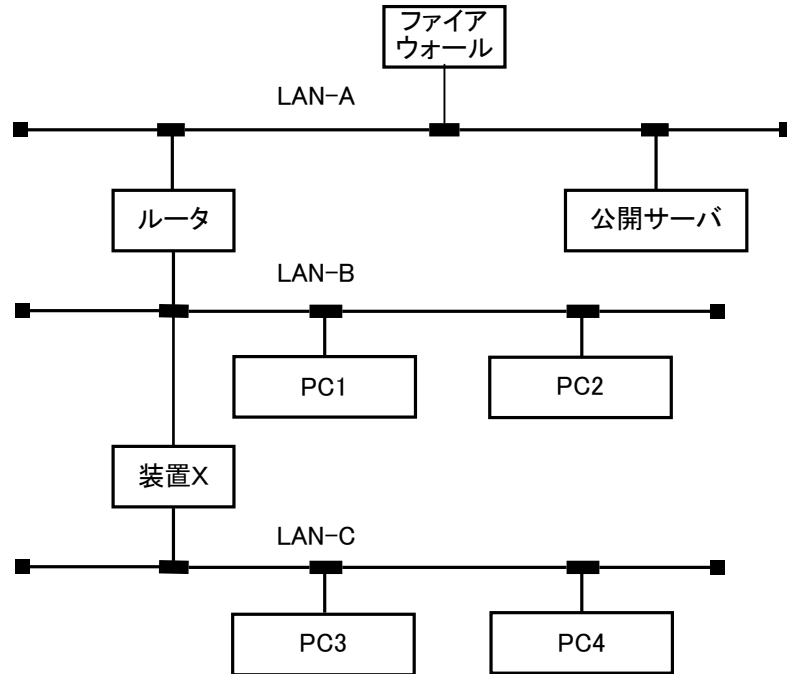 ファイア
ウォール
LAN-A
ルータ
公開サーバ
LAN-B
PC1
PC2
装置X
LAN-C
PC3
PC4